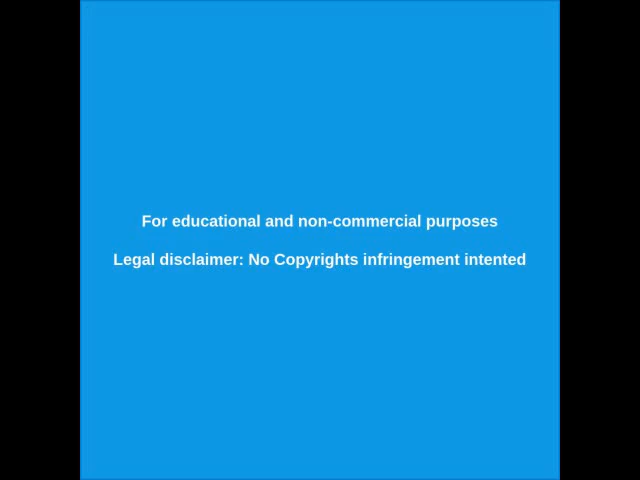 For educational and non-commercial purposes
Legal disclaimer: No Copyrights infringement intented